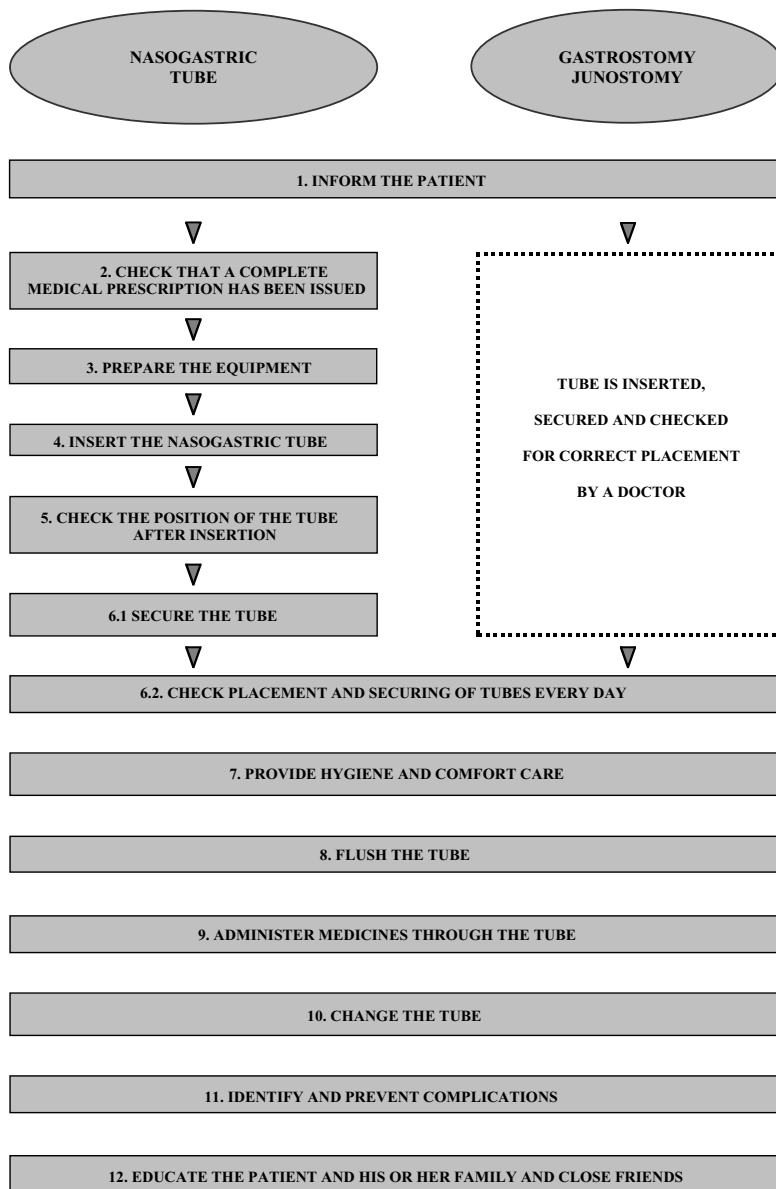 NASOGASTRIC
TUBE
GASTROSTOMY
JUNOSTOMY
1. INFORM THE PATIENT
2. CHECK THAT A COMPLETE
MEDICAL PRESCRIPTION HAS BEEN ISSUED
3. PREPARE THE EQUIPMENT
4. INSERT THE NASOGASTRIC TUBE
5. CHECK THE POSITION OF THE TUBE
AFTER INSERTION
6.1 SECURE THE TUBE
TUBE IS INSERTED,
SECURED AND CHECKED
FOR CORRECT PLACEMENT
BY A DOCTOR
6.2. CHECK PLACEMENT AND SECURING OF TUBES EVERY DAY
7. PROVIDE HYGIENE AND COMFORT CARE
8. FLUSH THE TUBE
9. ADMINISTER MEDICINES THROUGH THE TUBE
10. CHANGE THE TUBE
11. IDENTIFY AND PREVENT COMPLICATIONS
12. EDUCATE THE PATIENT AND HIS OR HER FAMILY AND CLOSE FRIENDS